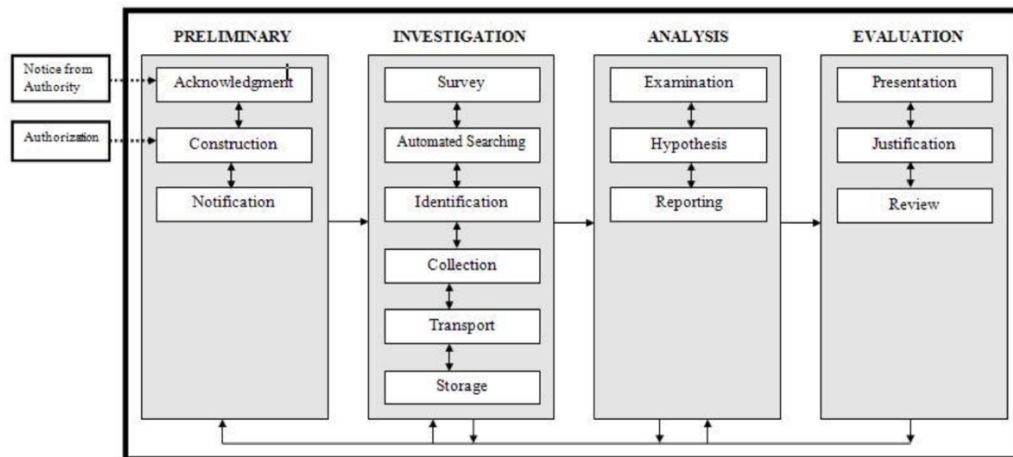 PRELIMINARY
INVESTIGATION
ANALYSIS
EVALUATION
Notice from
Authority
Authorization
Acknowledgment
Construction
Notification
Survey
Automated Searching
Identification
Collection
Transport
Storage
Examination
Hypothesis
Reporting
Presentation
Justification
Review